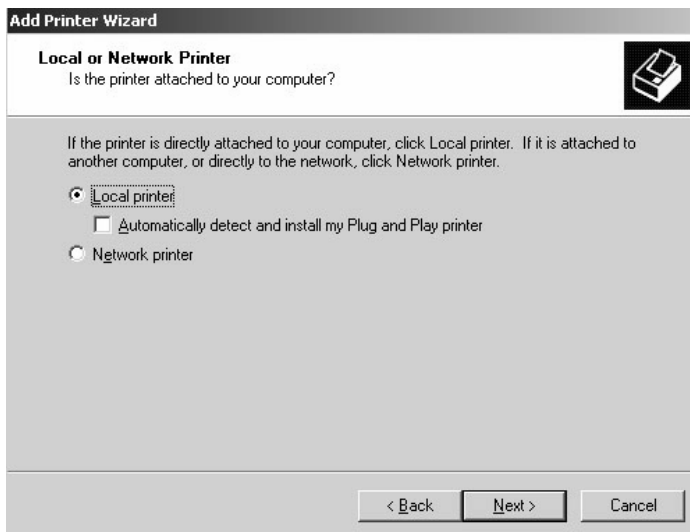 Add Printer Wizard
Local or Network Printer
Is the printer attached to your computer?
If the printer is directly attached to your computer, click Local printer. If it is attached to
another computer, or directly to the network, click Network printer.
Local printer
Automatically detect and install my Plug and Play printer
Network printer
< Back Next > Cancel